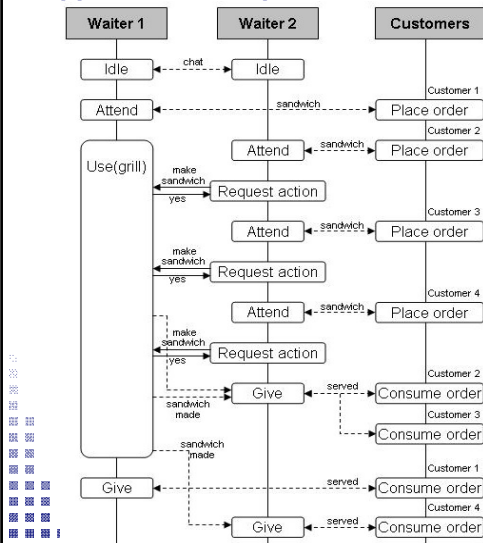 Waiter 1 Waiter 2 Customers
Idle chat Idle
Customer 1
Attend sandwich Place order
Customer 2
Attend sandwich Place order
Use(grill)
make
sandwich
yes
Request action
Customer 3
Attend sandwich Place order
make
sandwich
yes
Request action
Customer 4
Attend sandwich Place order
make
sandwich
yes
Request action
Customer 2
Give served Consume order
sandwich
made
Customer 3
Consume order
sandwich
made
Customer 1
Give served Consume order
Customer 4
Give served Consume order